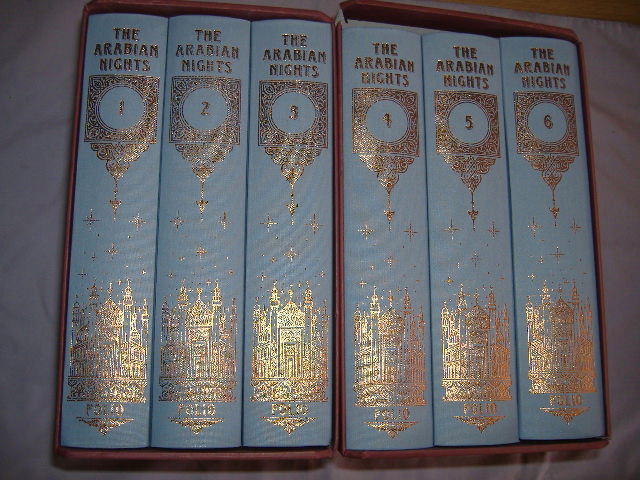 THE
ARABIAN
NIGHTS
1
FOLIO
THE
ARABIAN
NIGHTS
2
FOLIO
THE
ARABIAN
NIGHTS
3
FOLIO
THE
ARABIAN
NIGHTS
4
FOLIO
THE
ARABIAN
NIGHTS
5
FOLIO
THE
ARABIAN
NIGHTS
6
FOLIO